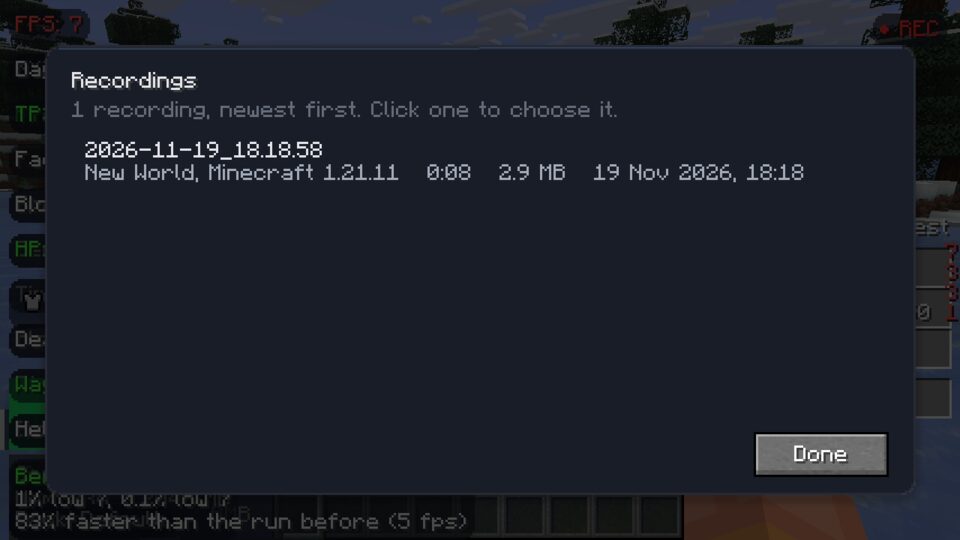 FPS: 7
REC
Recordings
1 recording, newest first. Click one to choose it.
2026-11-19_18.18.58
New World, Minecraft 1.21.11 0:08 2.9 MB 19 Nov 2026, 18:18
Done
1% low 7, 0.1% low 7
83% faster than the run before (5 fps)